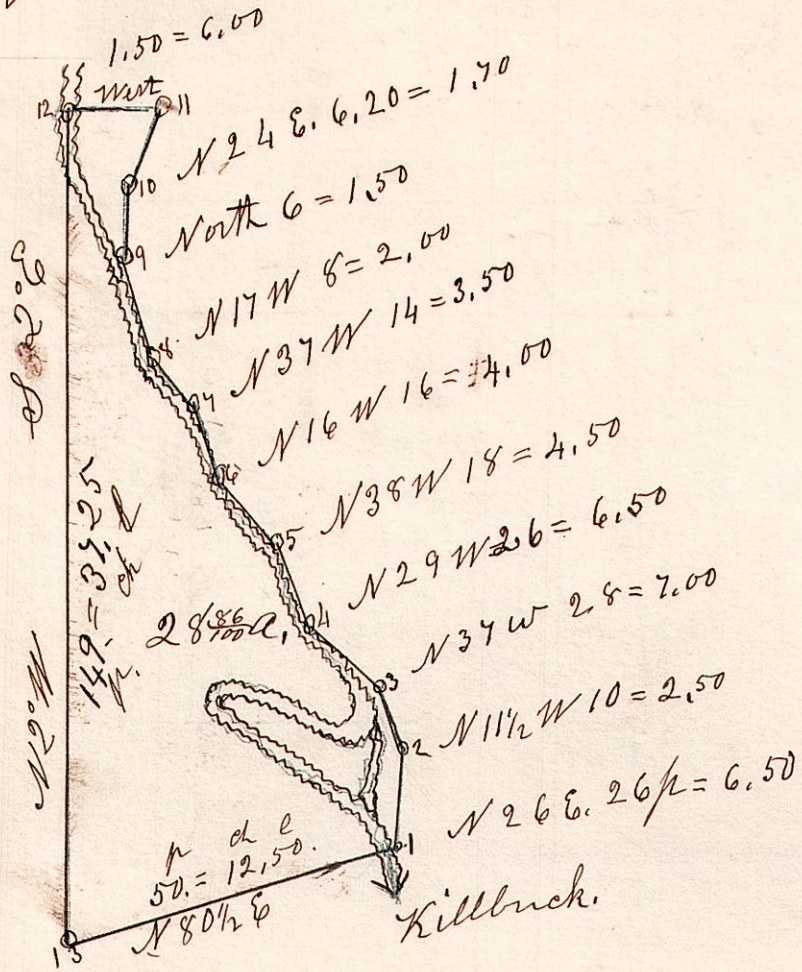 1,50 = 6,00
West
12
11
N 24 E. 6,20 = 1,70
10
North 6 = 1,50
9
N 17 W 8 = 2,00
8
N 37 W 14 = 3,50
7
N 16 W 16 = 4,00
6
N 38 W 18 = 4,50
5
N 29 W 26 = 6,50
4
N 37 W 28 = 7,00
3
N 11½ W 10 = 2,50
2
N 26 E. 26 p = 6,50
1
Killbuck.
S 2° E
N 2° W
149 = 37,25
p. ch l
28 86/100 a,
p ch l
50. = 12,50.
N 80½ E
13